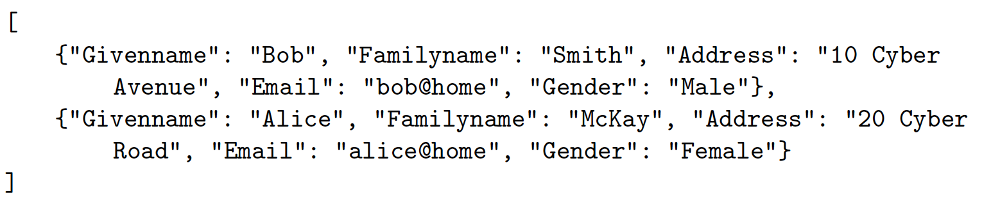 [
{"Givenname": "Bob", "Familyname": "Smith", "Address": "10 Cyber
Avenue", "Email": "bob@home", "Gender": "Male"},
{"Givenname": "Alice", "Familyname": "McKay", "Address": "20 Cyber
Road", "Email": "alice@home", "Gender": "Female"}
]